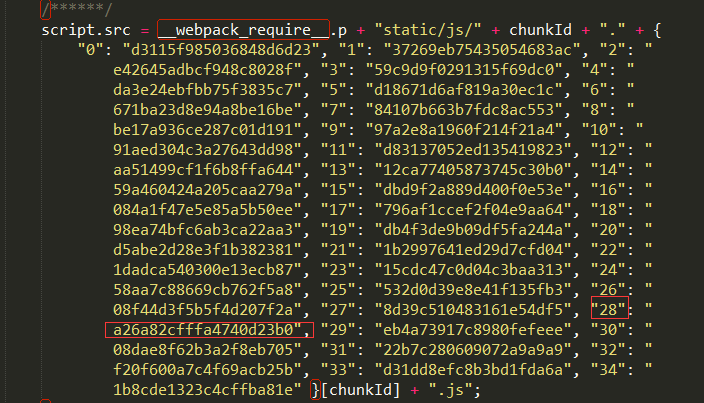 /******/
script.src = __webpack_require__.p + "static/js/" + chunkId + "." + {
"0": "d3115f985036848d6d23", "1": "37269eb75435054683ac", "2": "
e42645adbcf948c8028f", "3": "59c9d9f0291315f69dc0", "4": "
da3e24ebfbb75f3835c7", "5": "d18671d6af819a30ec1c", "6": "
671ba23d8e94a8be16be", "7": "84107b663b7fdc8ac553", "8": "
be17a936ce287c01d191", "9": "97a2e8a1960f214f21a4", "10": "
91aed304c3a27643dd98", "11": "d83137052ed135419823", "12": "
aa51499cf1f6b8ffa644", "13": "12ca77405873745c30b0", "14": "
59a460424a205caa279a", "15": "dbd9f2a889d400f0e53e", "16": "
084a1f47e5e85a5b50ee", "17": "796af1ccef2f04e9aa64", "18": "
98ea74bfc6ab3ca22aa3", "19": "db4f3de9b09df5fa244a", "20": "
d5abe2d28e3f1b382381", "21": "1b2997641ed29d7cfd04", "22": "
1dadca540300e13ecb87", "23": "15cdc47c0d04c3baa313", "24": "
58aa7c88669cb762f5a8", "25": "532d0d39e8e41f135fb3", "26": "
08f44d3f5b5f4d207f2a", "27": "8d39c510483161e54df5", "28": "
a26a82cfffa4740d23b0", "29": "eb4a73917c8980fefeee", "30": "
08dae8f62b3a2f8eb705", "31": "22b7c280609072a9a9a9", "32": "
f20f600a7c4f69acb25b", "33": "d31dd8efc8b3bd1fda6a", "34": "
1b8cde1323c4cffba81e" }[chunkId] + ".js";